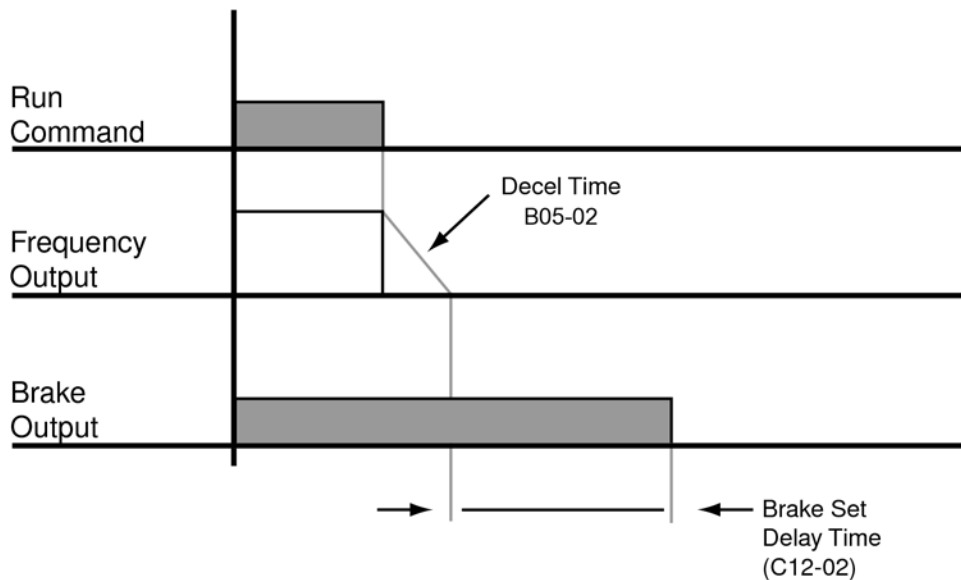 Run
Command
Decel Time
B05-02
Frequency
Output
Brake
Output
Brake Set
Delay Time
(C12-02)